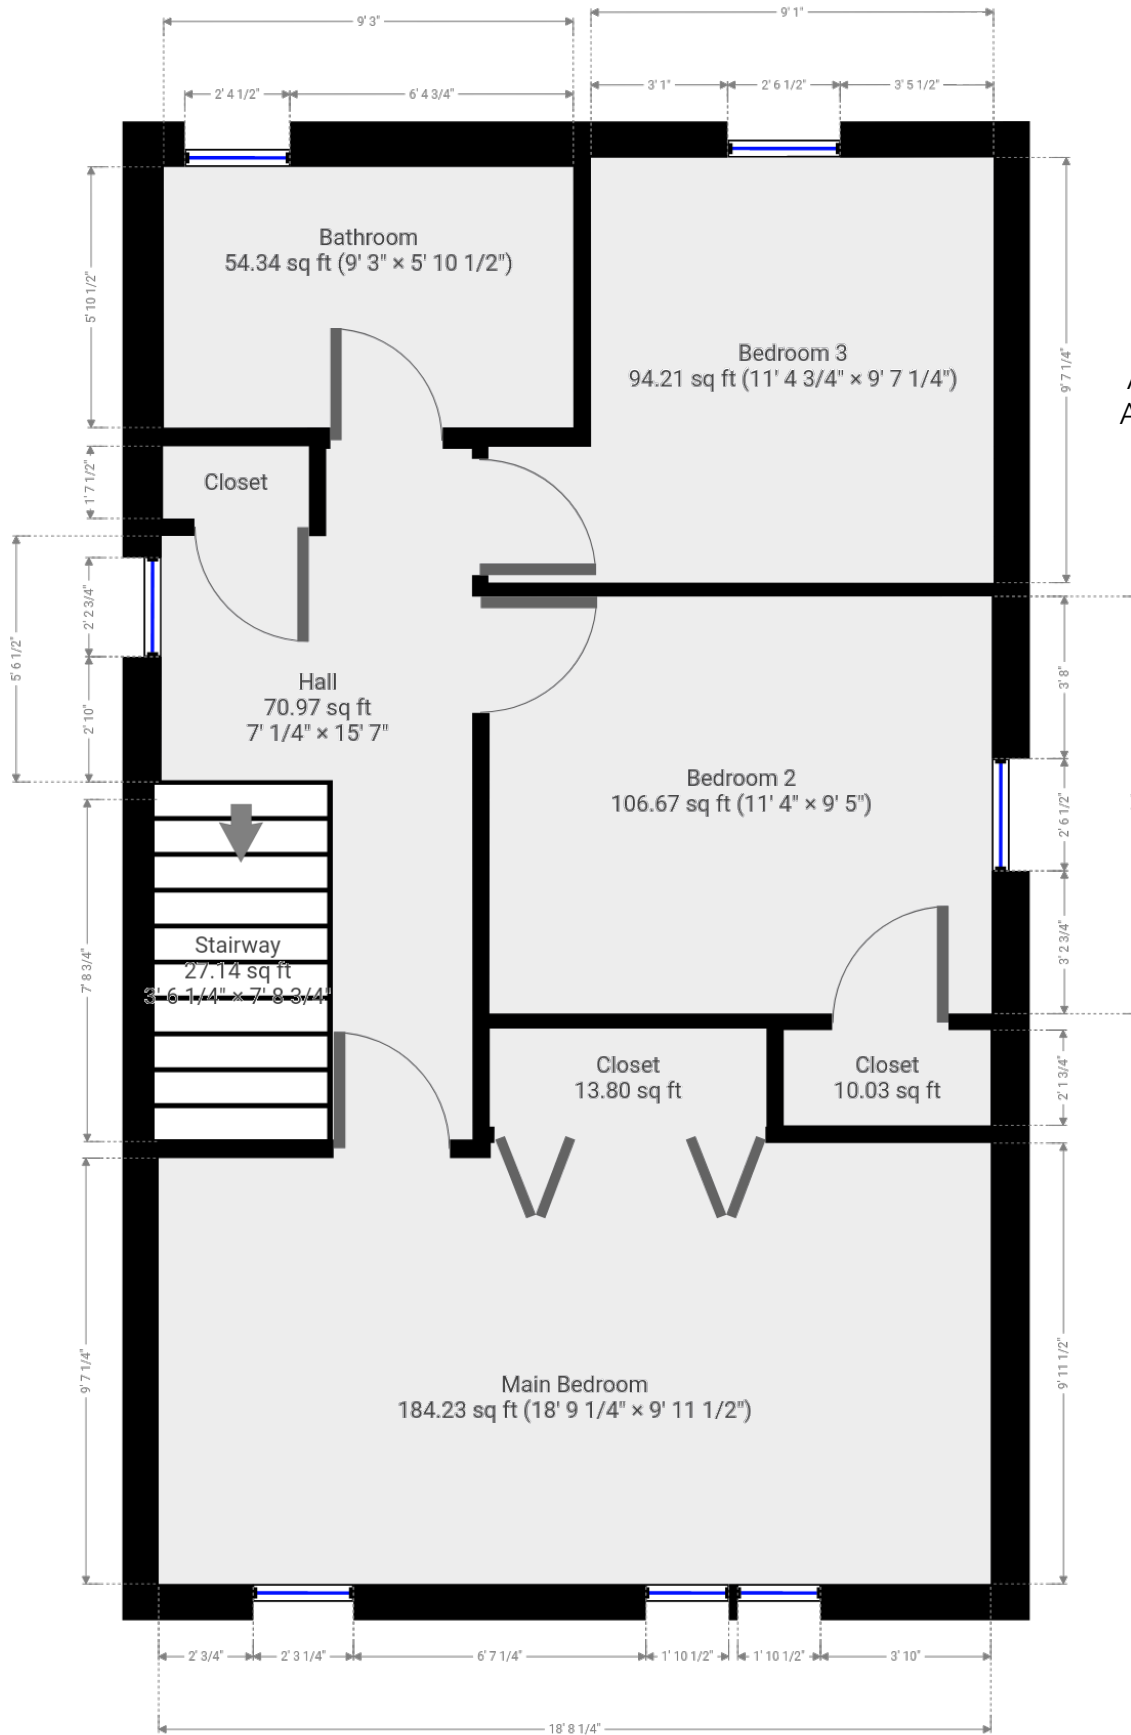 9' 1"
9' 3"
3' 1"
2' 6 1/2"
3' 5 1/2"
2' 4 1/2"
6' 4 3/4"
Bathroom
54.34 sq ft (9' 3" × 5' 10 1/2")
5' 10 1/2"
Bedroom 3
94.21 sq ft (11' 4 3/4" × 9' 7 1/4")
9' 7 1/4"
A
A
Closet
1' 7 1/2"
2' 2 3/4"
5' 6 1/2"
2' 10"
Hall
70.97 sq ft
7' 1/4" × 15' 7"
3' 8"
Bedroom 2
106.67 sq ft (11' 4" × 9' 5")
2' 6 1/2"
Stairway
27.14 sq ft
3' 6 1/4" × 7' 8 3/4"
7' 8 3/4"
3' 2 3/4"
Closet
13.80 sq ft
Closet
10.03 sq ft
2' 1 3/4"
9' 7 1/4"
Main Bedroom
184.23 sq ft (18' 9 1/4" × 9' 11 1/2")
9' 11 1/2"
2' 3/4"
2' 3 1/4"
6' 7 1/4"
1' 10 1/2"
1' 10 1/2"
3' 10"
18' 8 1/4"